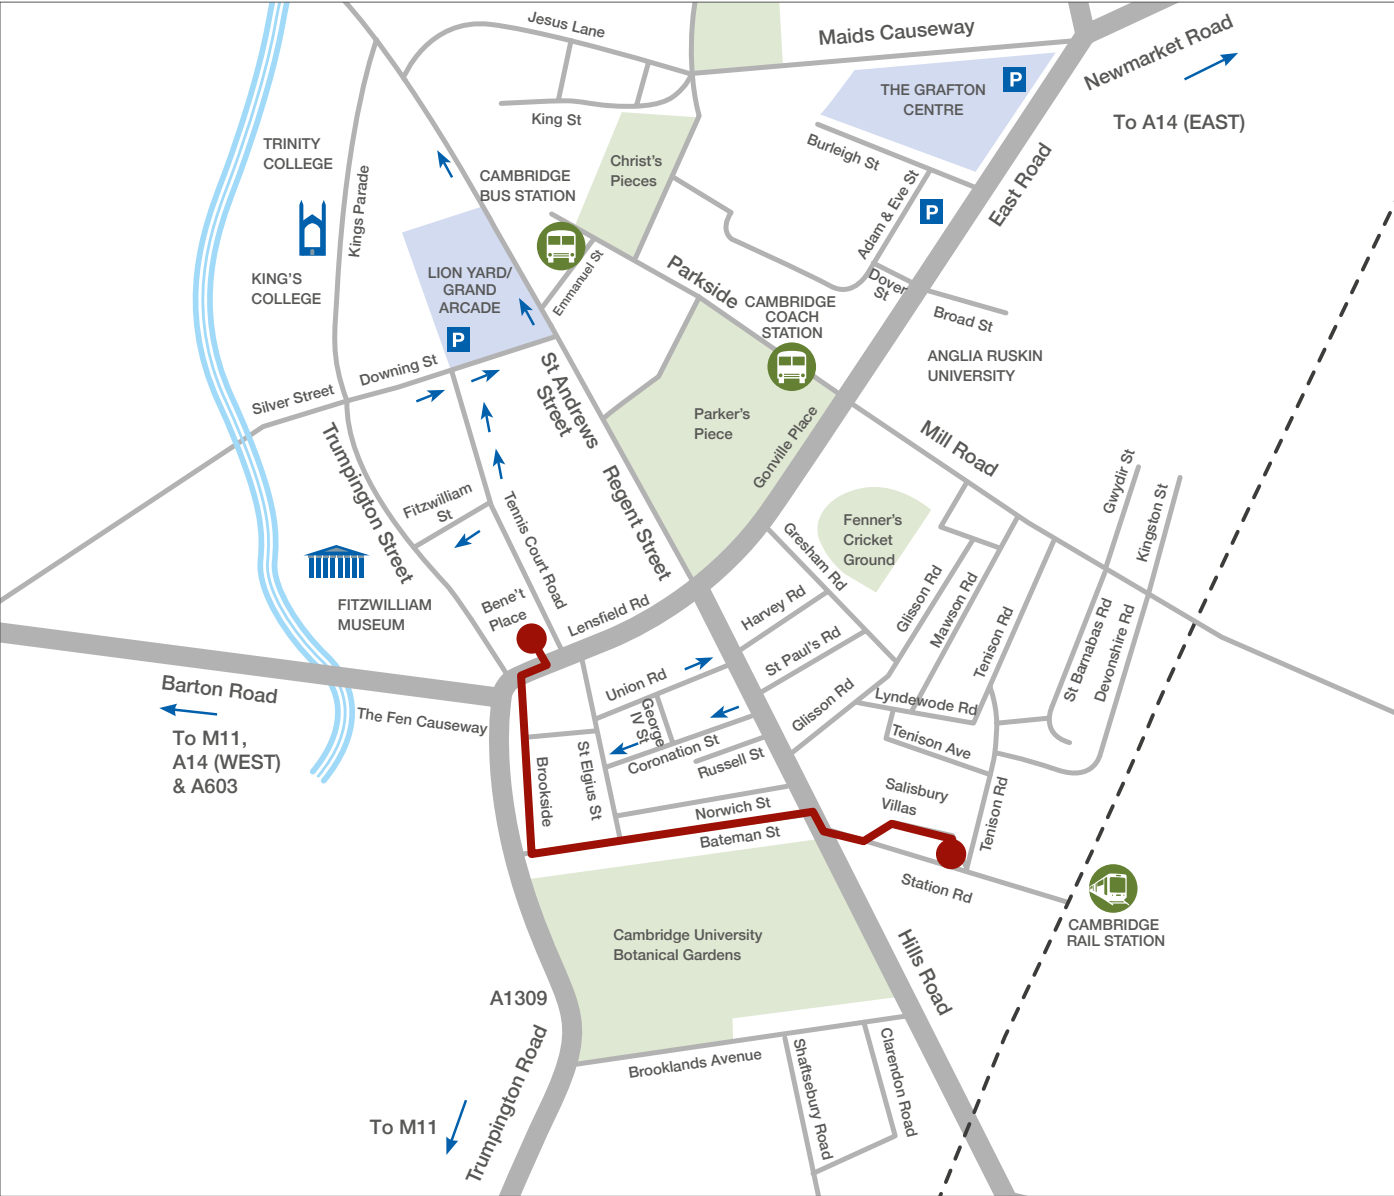 Jesus Lane
Maids Causeway
Newmarket Road
To A14 (EAST)
THE GRAFTON
CENTRE
P
King St
TRINITY
COLLEGE
Kings Parade
CAMBRIDGE
BUS STATION
Christ's
Pieces
Burleigh St
Adam & Eve St
P
East Road
KING'S
COLLEGE
LION YARD/
GRAND
ARCADE
P
Emmanuel St
Parkside
Dover
St
Broad St
CAMBRIDGE
COACH
STATION
ANGLIA RUSKIN
UNIVERSITY
Silver Street
Downing St
St Andrews
Street
Parker's
Piece
Gonville Place
Mill Road
Trumpington Street
Fitzwilliam
St
Tennis Court Road
Regent Street
Gwydir St
Kingston St
Fenner's
Cricket
Ground
Gresham Rd
FITZWILLIAM
MUSEUM
Bene't
Place
Lensfield Rd
Harvey Rd
St Paul's Rd
Glisson Rd
Mawson Rd
Tenison Rd
St Barnabas Rd
Devonshire Rd
Barton Road
To M11,
A14 (WEST)
& A603
The Fen Causeway
Union Rd
George
IV St
Coronation St
Russell St
Glisson Rd
Lyndewode Rd
Tenison Ave
Brookside
St Elgius St
Norwich St
Bateman St
Salisbury
Villas
Tenison Rd
Station Rd
CAMBRIDGE
RAIL STATION
Cambridge University
Botanical Gardens
Hills Road
A1309
Trumpington Road
To M11
Brooklands Avenue
Shaftsebury Road
Clarendon Road